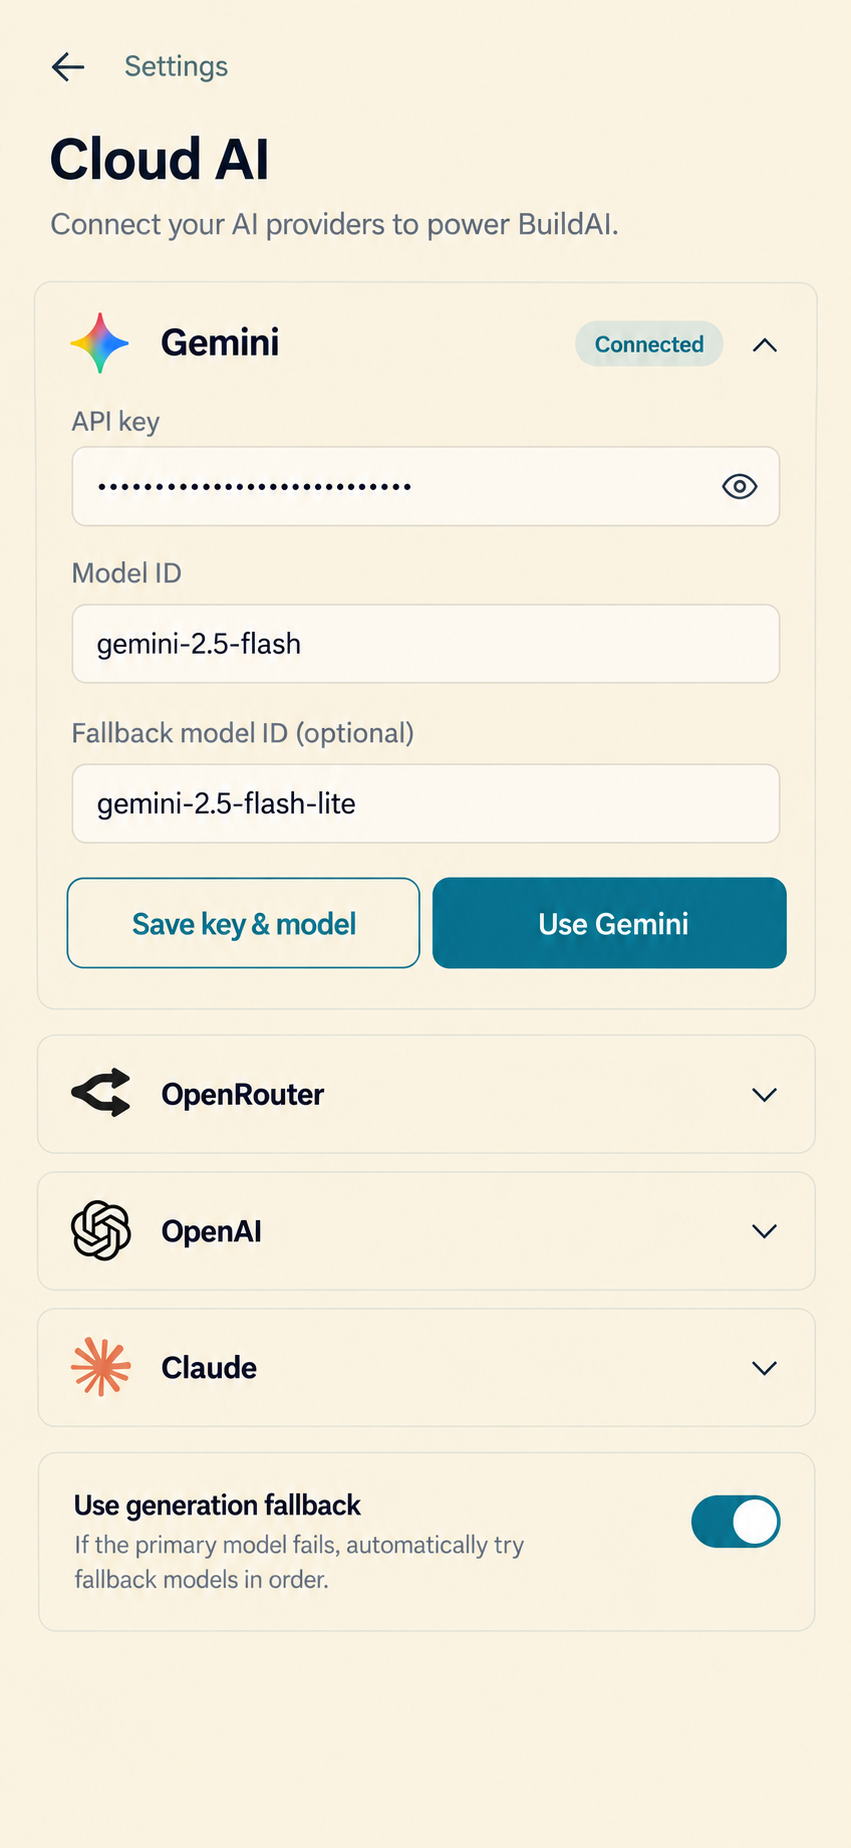 Settings
Cloud AI
Connect your AI providers to power BuildAI.
Gemini
Connected
API key
••••••••••••••••••••••••••••
Model ID
gemini-2.5-flash
Fallback model ID (optional)
gemini-2.5-flash-lite
Save key & model
Use Gemini
OpenRouter
OpenAI
Claude
Use generation fallback
If the primary model fails, automatically try
fallback models in order.